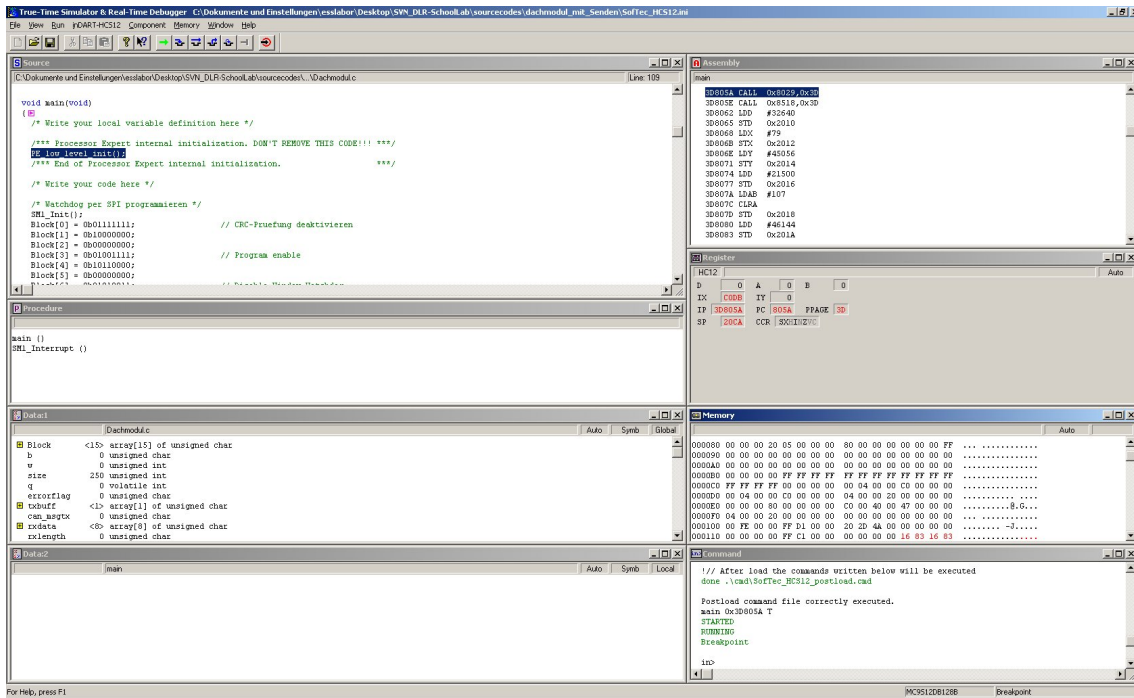 True-Time Simulator & Real-Time Debugger C:\Dokumente und Einstellungen\esslabor\Desktop\SVN_DLR-SchoolLab\sourcecodes\dachmodul_mit_Senden\SofTec_HCS12.ini
File View Run inDART-HCS12 Component Memory Window Help
Source
C:\Dokumente und Einstellungen\esslabor\Desktop\SVN_DLR-SchoolLab\sourcecodes\...\Dachmodul.c Line: 109
void main(void)
{
/* Write your local variable definition here */
/*** Processor Expert internal initialization. DON'T REMOVE THIS CODE!!! ***/
PE_low_level_init();
/*** End of Processor Expert internal initialization. ***/
/* Write your code here */
/* Watchdog per SPI programmieren */
SM1_Init();
Block[0] = 0b01111111; // CRC-Pruefung deaktivieren
Block[1] = 0b10000000;
Block[2] = 0b00000000;
Block[3] = 0b01001111; // Program enable
Block[4] = 0b10110000;
Block[5] = 0b00000000;
Assembly
main
3D805A CALL 0x8029,0x3D
3D805E CALL 0x8518,0x3D
3D8062 LDD #32640
3D8065 STD 0x2010
3D8068 LDX #79
3D806B STX 0x2012
3D806E LDY #45056
3D8071 STY 0x2014
3D8074 LDD #21500
3D8077 STD 0x2016
3D807A LDAB #107
3D807C CLRA
3D807D STD 0x2018
3D8080 LDD #46144
3D8083 STD 0x201A
Register
HC12 Auto
D 0 A 0 B 0
IX C0DB IY 0
IP 3D805A PC 805A PPAGE 3D
SP 20CA CCR SXHINZVC
Procedure
main ()
SM1_Interrupt ()
Data:1
Dachmodul.c Auto Symb Global
Block <15> array[15] of unsigned char
b 0 unsigned char
w 0 unsigned int
size 250 unsigned int
q 0 volatile int
errorflag 0 unsigned char
txbuff <1> array[1] of unsigned char
can_msgtx 0 unsigned char
rxdata <8> array[8] of unsigned char
rxlength 0 unsigned char
Memory
Auto
000080 00 00 00 20 05 00 00 00 80 00 00 00 00 00 00 FF ... ............
000090 00 00 00 00 00 00 00 00 00 00 00 00 00 00 00 00 ................
0000A0 00 00 00 00 00 00 00 00 00 00 00 00 00 00 00 00 ................
0000B0 00 00 00 00 FF FF FF FF FF FF FF FF FF FF FF FF ................
0000C0 FF FF FF FF 00 00 00 00 00 04 00 00 C0 00 00 00 ................
0000D0 00 04 00 00 C0 00 00 00 04 00 00 20 00 00 00 00 ........... ....
0000E0 00 00 00 80 00 00 00 00 C0 00 40 00 47 00 00 00 ..........@.G...
0000F0 04 00 00 20 00 00 00 00 00 00 00 00 00 00 00 00 ... ............
000100 00 FE 00 00 FF D1 00 00 20 2D 4A 00 00 00 00 00 ........ -J.....
000110 00 00 00 00 FF C1 00 00 00 00 00 00 16 83 16 83 ................
Data:2
main Auto Symb Local
Command
!// After load the commands written below will be executed
done .\cmd\SofTec_HCS12_postload.cmd
Postload command file correctly executed.
main 0x3D805A T
STARTED
RUNNING
Breakpoint
in>
For Help, press F1 MC9S12DB128B Breakpoint